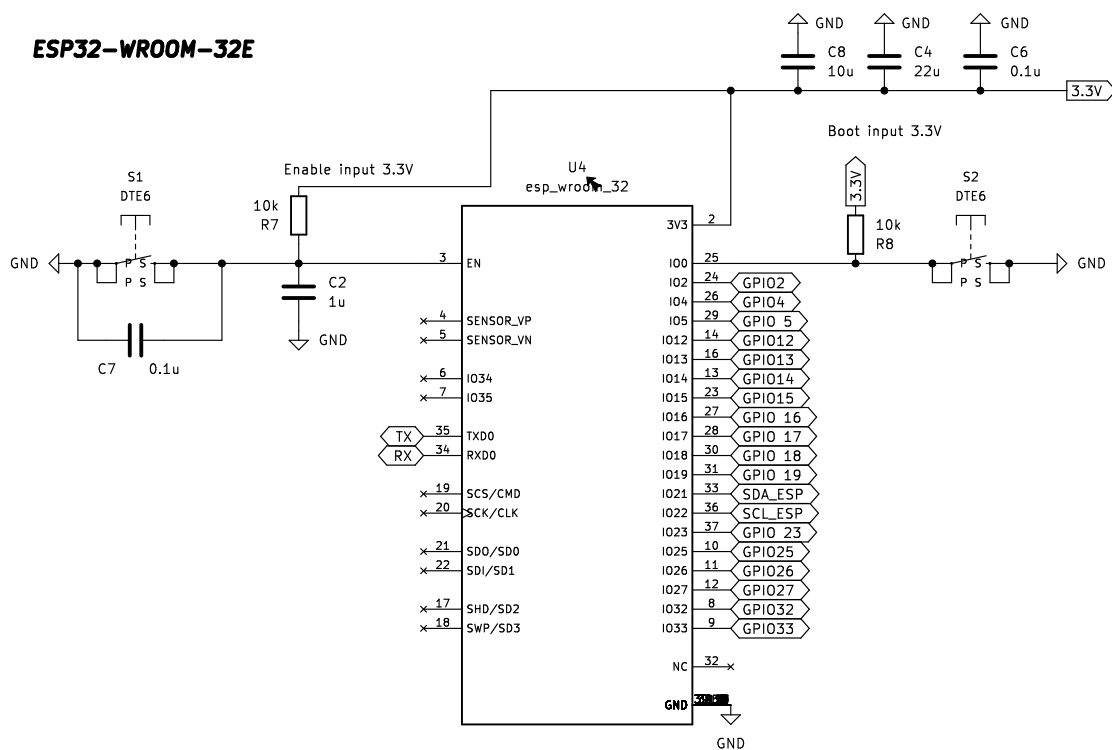 ESP32-WROOM-32E
GND
GND
GND
C8
10u
C4
22u
C6
0.1u
3.3V
Boot input 3.3V
Enable input 3.3V
U4
esp_wroom_32
S1
DTE6
10k
R7
3.3V
10k
R8
S2
DTE6
GND
P S
P S
C2
1u
GND
C7
0.1u
3 EN
4 SENSOR_VP
5 SENSOR_VN
6 IO34
7 IO35
TX 35 TXD0
RX 34 RXD0
19 SCS/CMD
20 SCK/CLK
21 SDO/SD0
22 SDI/SD1
17 SHD/SD2
18 SWP/SD3
3V3 2
IO0 25
IO2 24 GPIO2
IO4 26 GPIO4
IO5 29 GPIO 5
IO12 14 GPIO12
IO13 16 GPIO13
IO14 13 GPIO14
IO15 23 GPIO15
IO16 27 GPIO 16
IO17 28 GPIO 17
IO18 30 GPIO 18
IO19 31 GPIO 19
IO21 33 SDA_ESP
IO22 36 SCL_ESP
IO23 37 GPIO 23
IO25 10 GPIO25
IO26 11 GPIO26
IO27 12 GPIO27
IO32 8 GPIO32
IO33 9 GPIO33
NC 32
GND
GND
P S
P S
GND